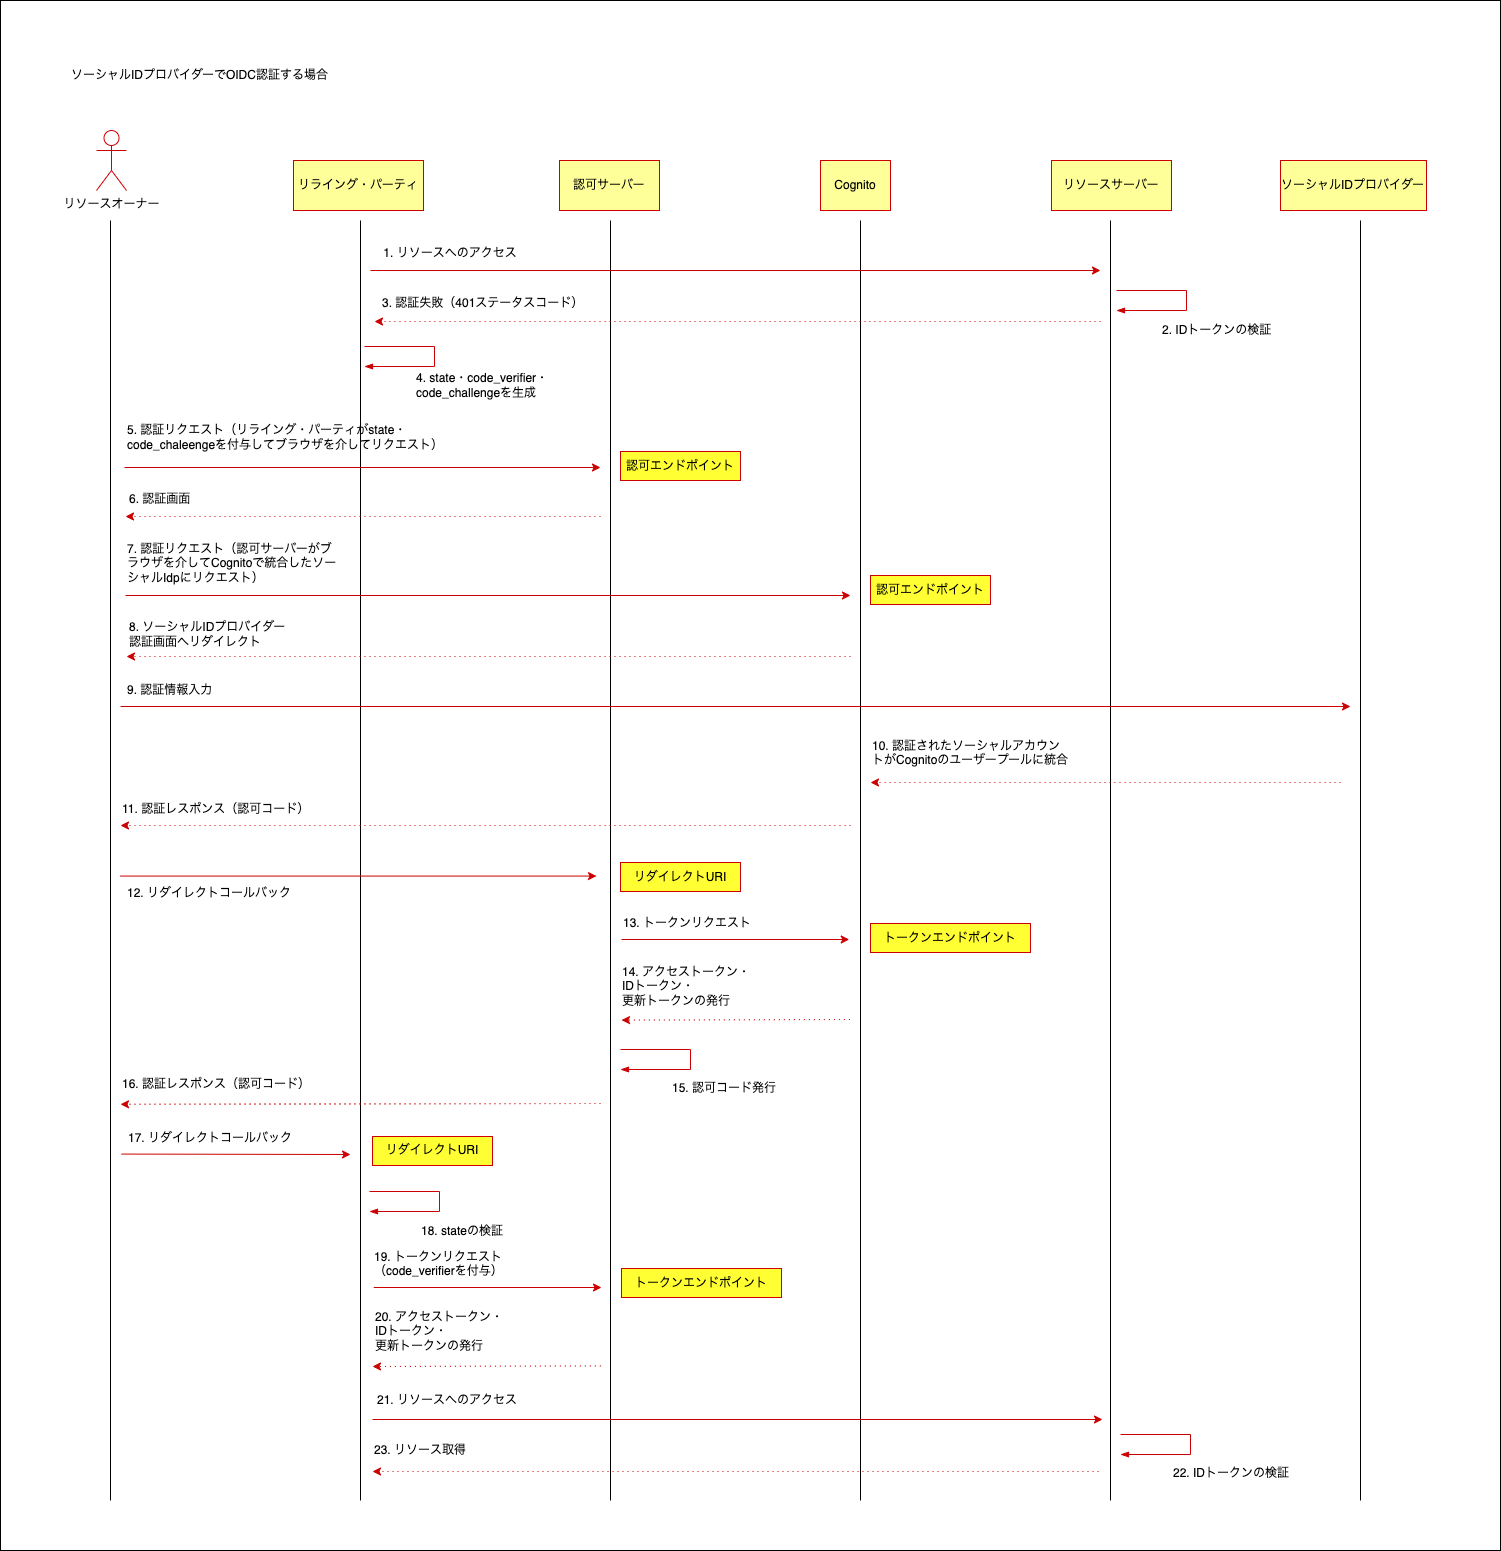 ソーシャルIDプロバイダーでOIDC認証する場合
リソースオーナー
リライング・パーティ
認可サーバー
Cognito
リソースサーバー
ソーシャルIDプロバイダー
1. リソースへのアクセス
3. 認証失敗（401ステータスコード）
2. IDトークンの検証
4. state・code_verifier・
code_challengeを生成
5. 認証リクエスト（リライング・パーティがstate・
code_chaleengeを付与してブラウザを介してリクエスト）
認可エンドポイント
6. 認証画面
7. 認証リクエスト（認可サーバーがブ
ラウザを介してCognitoで統合したソー
シャルIdpにリクエスト）
認可エンドポイント
8. ソーシャルIDプロバイダー
認証画面へリダイレクト
9. 認証情報入力
10. 認証されたソーシャルアカウン
トがCognitoのユーザープールに統合
11. 認証レスポンス（認可コード）
リダイレクトURI
12. リダイレクトコールバック
13. トークンリクエスト
トークンエンドポイント
14. アクセストークン・
IDトークン・
更新トークンの発行
15. 認可コード発行
16. 認証レスポンス（認可コード）
17. リダイレクトコールバック
リダイレクトURI
18. stateの検証
19. トークンリクエスト
（code_verifierを付与）
トークンエンドポイント
20. アクセストークン・
IDトークン・
更新トークンの発行
21. リソースへのアクセス
23. リソース取得
22. IDトークンの検証